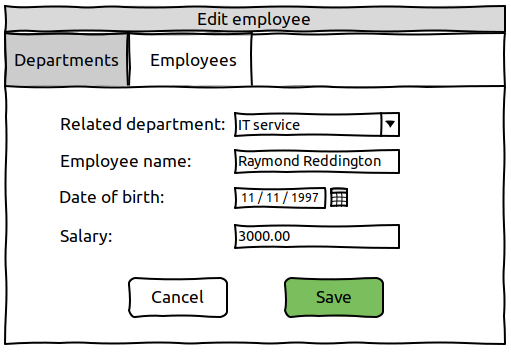 Edit employee
Departments Employees
Related department: IT service
Employee name: Raymond Reddington
Date of birth: 11 / 11 / 1997
Salary: 3000.00
Cancel Save